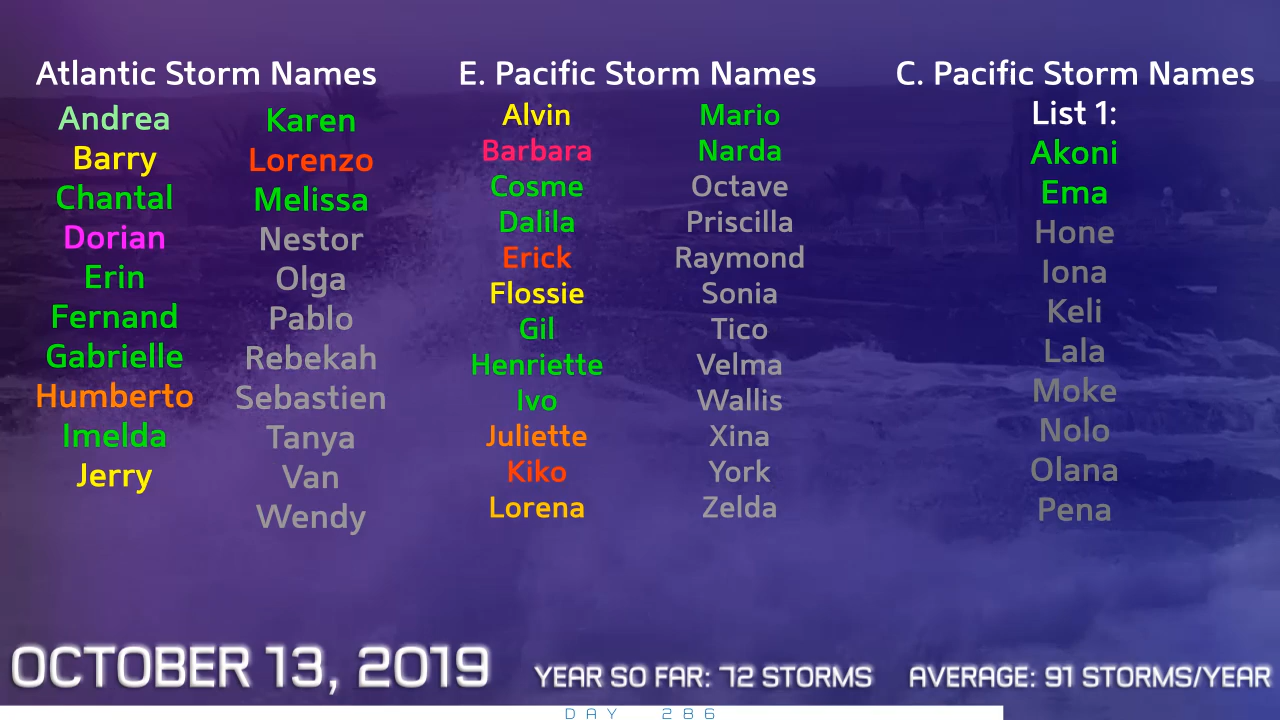 Atlantic Storm Names
Andrea
Barry
Chantal
Dorian
Erin
Fernand
Gabrielle
Humberto
Imelda
Jerry
Karen
Lorenzo
Melissa
Nestor
Olga
Pablo
Rebekah
Sebastien
Tanya
Van
Wendy
E. Pacific Storm Names
Alvin
Barbara
Cosme
Dalila
Erick
Flossie
Gil
Henriette
Ivo
Juliette
Kiko
Lorena
Mario
Narda
Octave
Priscilla
Raymond
Sonia
Tico
Velma
Wallis
Xina
York
Zelda
C. Pacific Storm Names
List 1:
Akoni
Ema
Hone
Iona
Keli
Lala
Moke
Nolo
Olana
Pena
OCTOBER 13, 2019
YEAR SO FAR: 72 STORMS
AVERAGE: 91 STORMS/YEAR
DAY 286